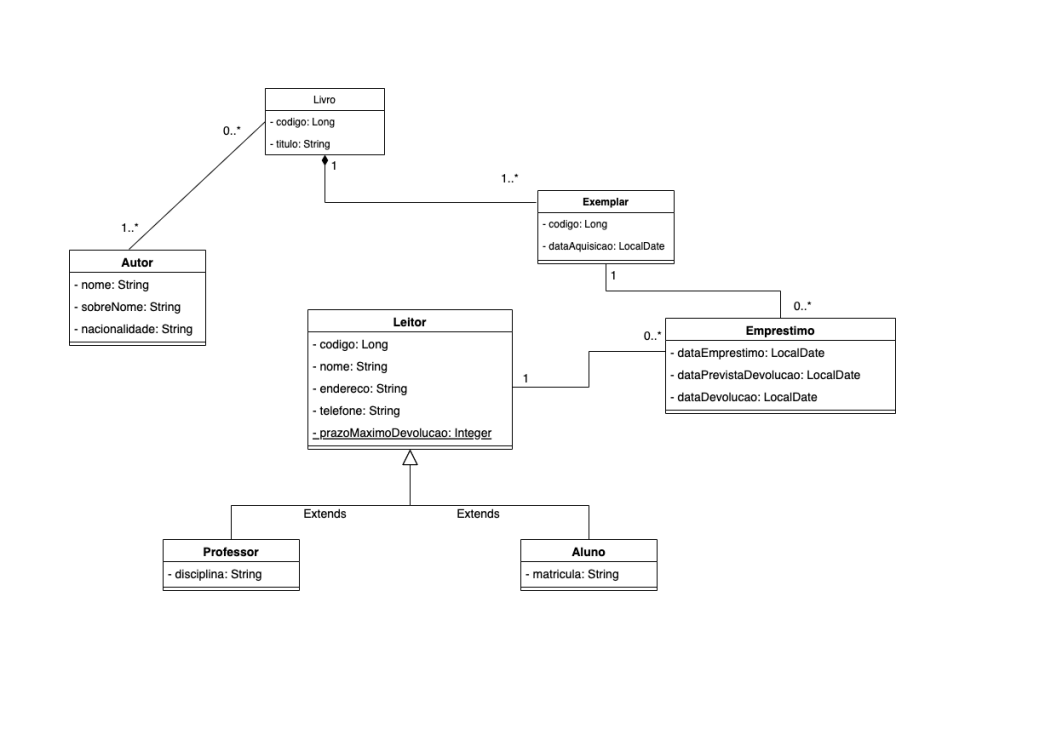 Livro
- codigo: Long
- titulo: String
1
0..*
1..*
1..*
Exemplar
- codigo: Long
- dataAquisicao: LocalDate
1
0..*
Autor
- nome: String
- sobreNome: String
- nacionalidade: String
Leitor
- codigo: Long
- nome: String
- endereco: String
- telefone: String
- prazoMaximoDevolucao: Integer
1
0..*
Emprestimo
- dataEmprestimo: LocalDate
- dataPrevistaDevolucao: LocalDate
- dataDevolucao: LocalDate
Extends
Extends
Professor
- disciplina: String
Aluno
- matricula: String